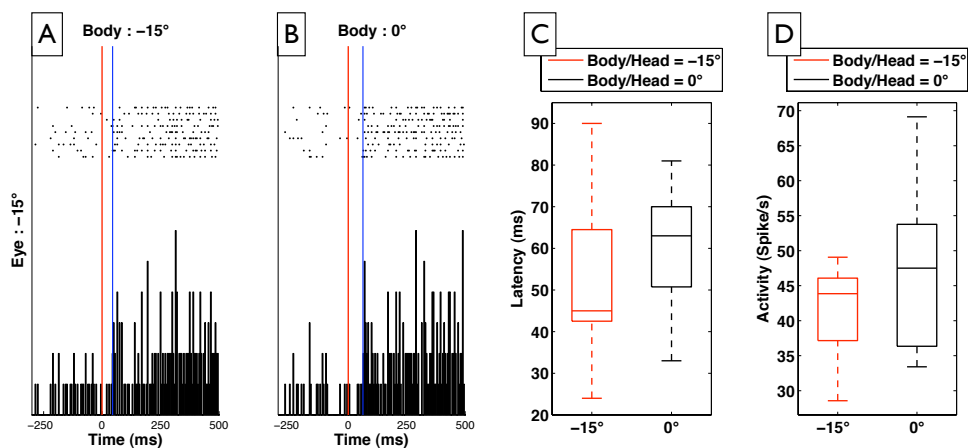 A
Body : −15°
Eye : −15°
−250
0
250
500
Time (ms)
B
Body : 0°
−250
0
250
500
Time (ms)
C
Body/Head = −15°
Body/Head = 0°
Latency (ms)
90
80
70
60
50
40
30
20
−15°
0°
D
Body/Head = −15°
Body/Head = 0°
Activity (Spike/s)
70
65
60
55
50
45
40
35
30
−15°
0°